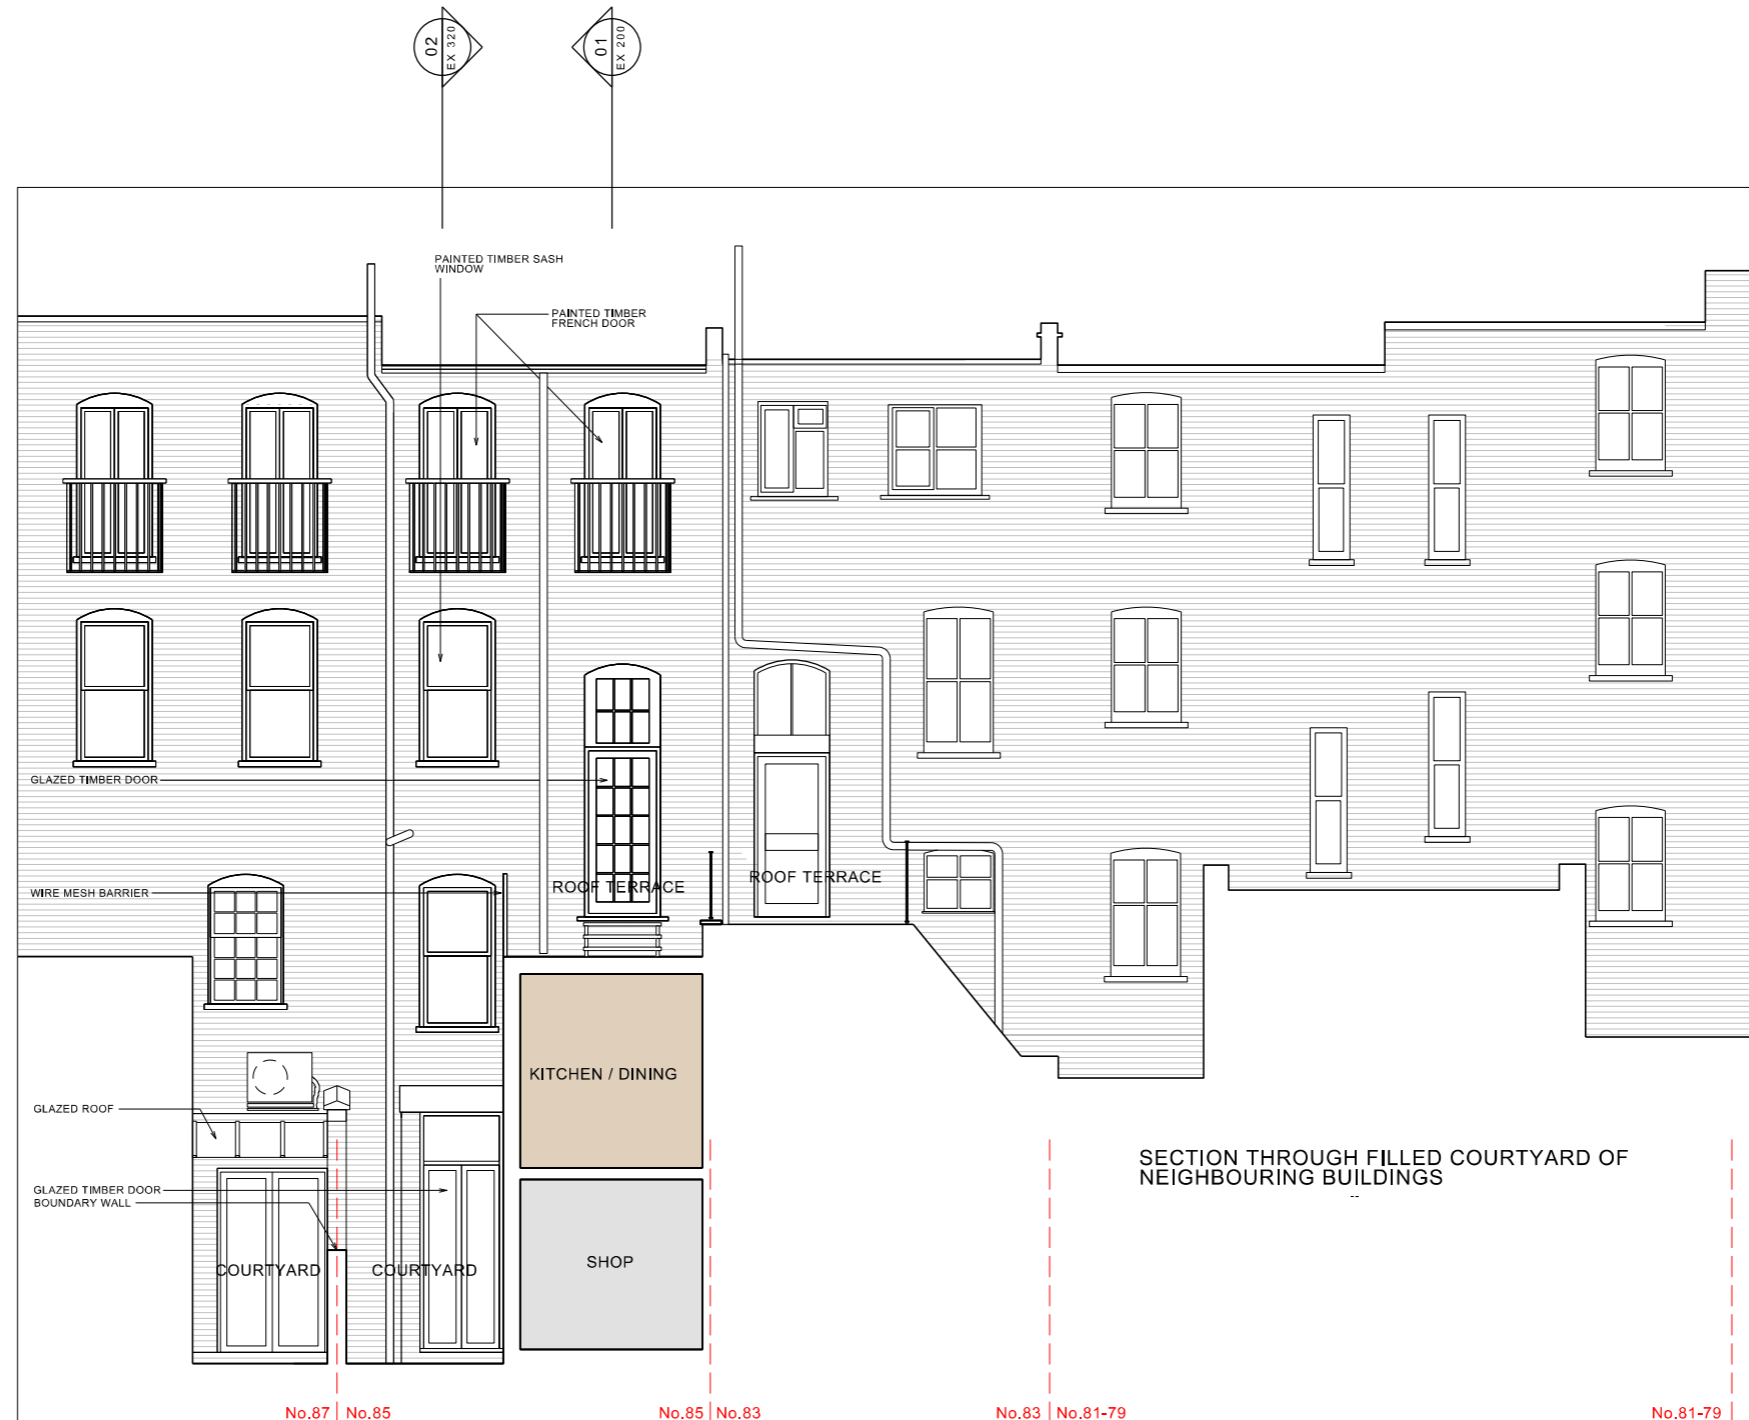 02
EX 320
01
EX 200
PAINTED TIMBER SASH
WINDOW
PAINTED TIMBER
FRENCH DOOR
GLAZED TIMBER DOOR
WIRE MESH BARRIER
ROOF TERRACE
ROOF TERRACE
KITCHEN / DINING
GLAZED ROOF
SECTION THROUGH FILLED COURTYARD OF
NEIGHBOURING BUILDINGS
--
GLAZED TIMBER DOOR
BOUNDARY WALL
COURTYARD
COURTYARD
SHOP
No.87
No.85
No.85
No.83
No.83
No.81-79
No.81-79